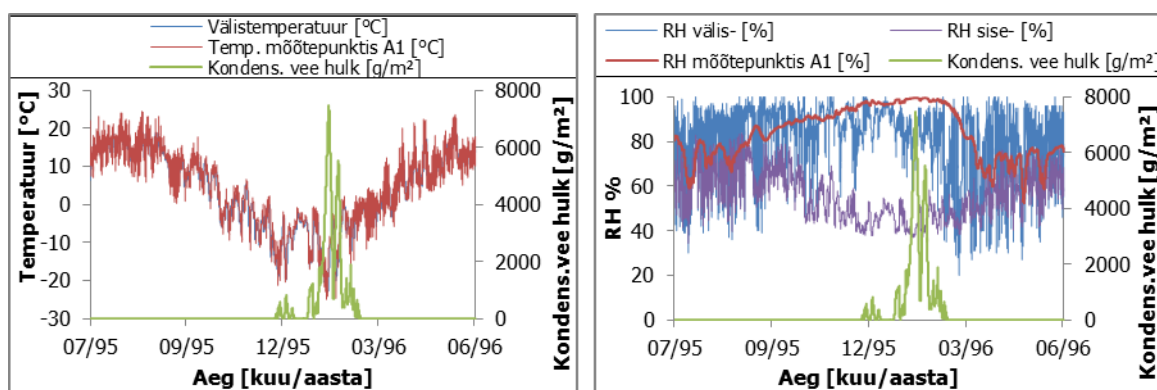 Välistemperatuur [°C]
Temp. mõõtepunktis A1 [°C]
Kondens. vee hulk [g/m²]
Temperatuur [°C]
30
20
10
0
-10
-20
-30
8000
6000
4000
2000
0
Kondens.vee hulk [g/m²]
07/95 09/95 12/95 03/96 06/96
Aeg [kuu/aasta]
RH välis- [%] RH sise- [%]
RH mõõtepunktis A1 [%] Kondens. vee hulk [g/m²]
RH %
100
80
60
40
20
0
8000
6000
4000
2000
0
Kondens.vee hulk [g/m²]
07/95 09/95 12/95 03/96 06/96
Aeg [kuu/aasta]